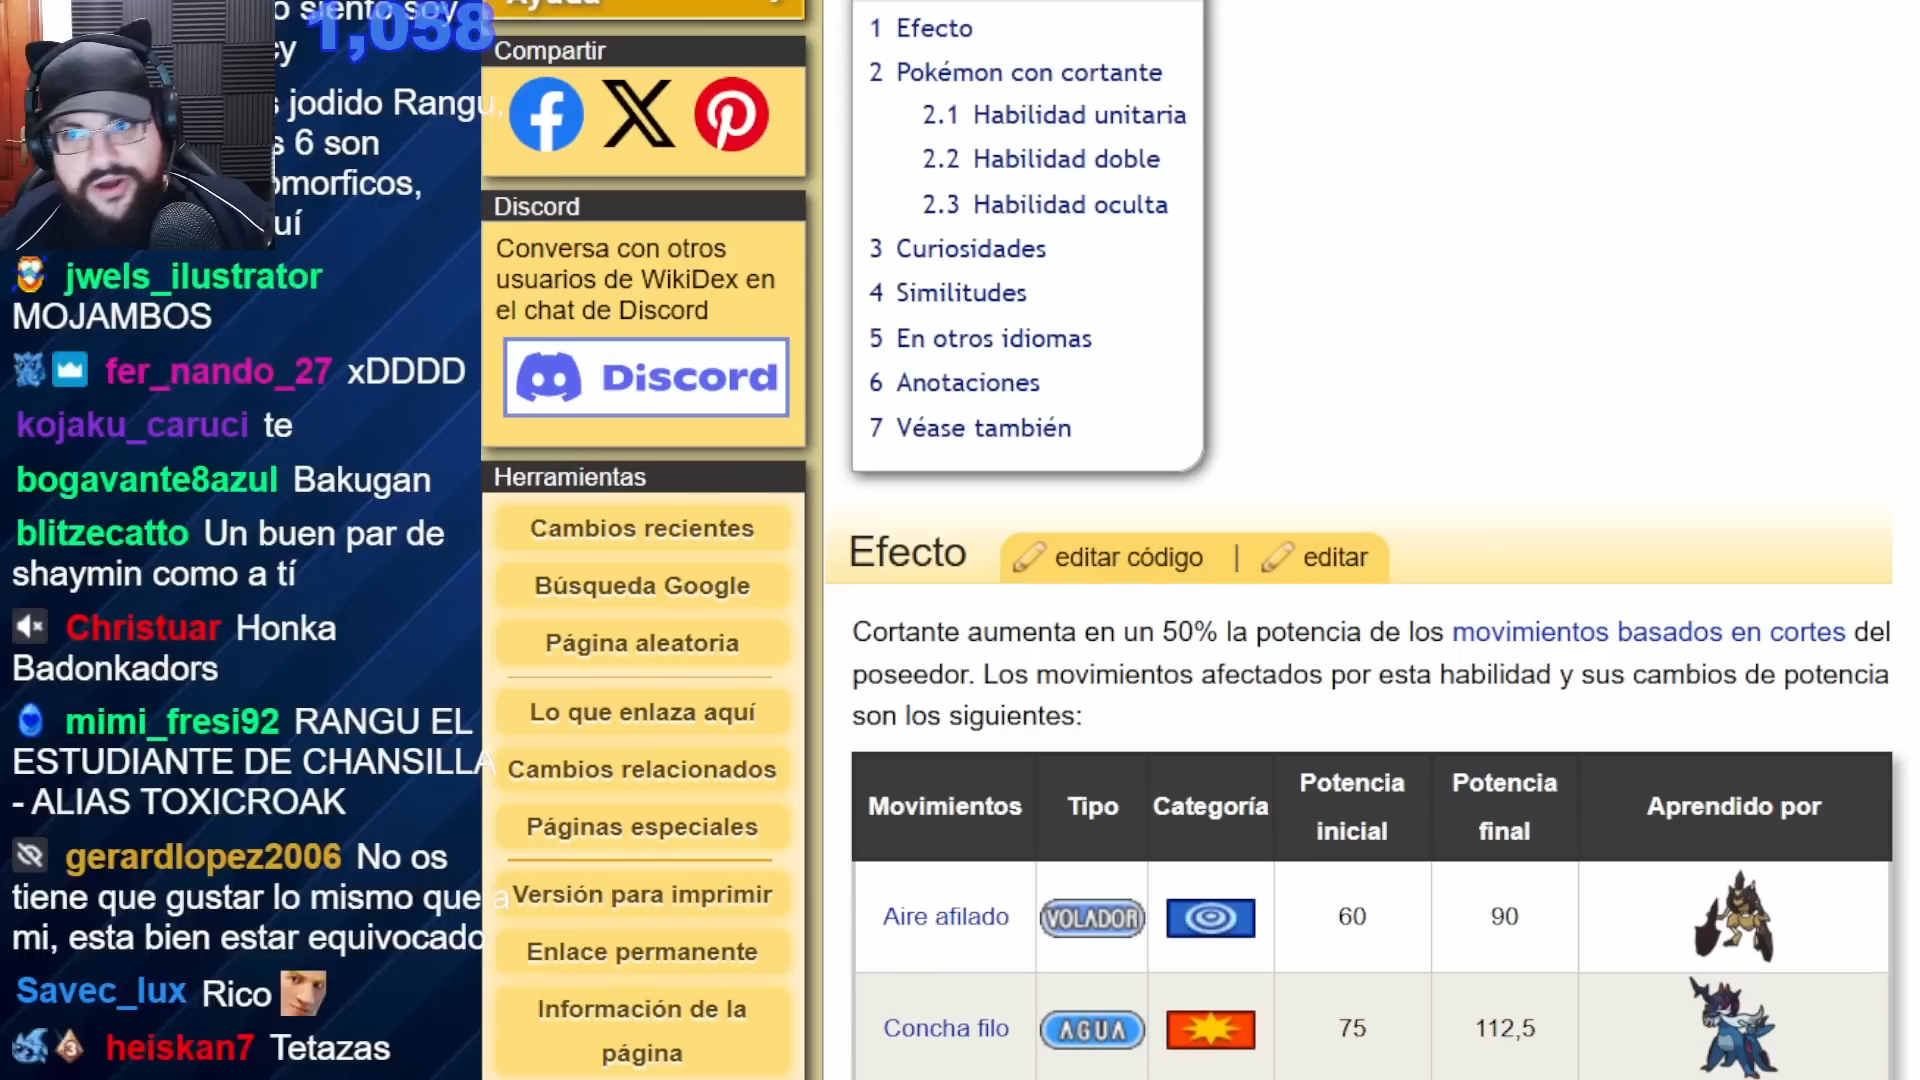 o siento soy
cy
1,058
s jodido Rangu,
s 6 son
omorficos,
uí
jwels_ilustrator
MOJAMBOS
fer_nando_27 xDDDD
kojaku_caruci te
bogavante8azul Bakugan
blitzecatto Un buen par de
shaymin como a tí
Christuar Honka
Badonkadors
mimi_fresi92 RANGU EL
ESTUDIANTE DE CHANSILLA
- ALIAS TOXICROAK
gerardlopez2006 No os
tiene que gustar lo mismo que a
mi, esta bien estar equivocado
Savec_lux Rico
heiskan7 Tetazas
Ayuda
Compartir
Discord
Conversa con otros
usuarios de WikiDex en
el chat de Discord
Discord
Herramientas
Cambios recientes
Búsqueda Google
Página aleatoria
Lo que enlaza aquí
Cambios relacionados
Páginas especiales
Versión para imprimir
Enlace permanente
Información de la
página
1 Efecto
2 Pokémon con cortante
2.1 Habilidad unitaria
2.2 Habilidad doble
2.3 Habilidad oculta
3 Curiosidades
4 Similitudes
5 En otros idiomas
6 Anotaciones
7 Véase también
Efecto editar código | editar
Cortante aumenta en un 50% la potencia de los movimientos basados en cortes del
poseedor. Los movimientos afectados por esta habilidad y sus cambios de potencia
son los siguientes:
Movimientos Tipo Categoría Potencia inicial Potencia final Aprendido por
Aire afilado VOLADOR 60 90
Concha filo AGUA 75 112,5